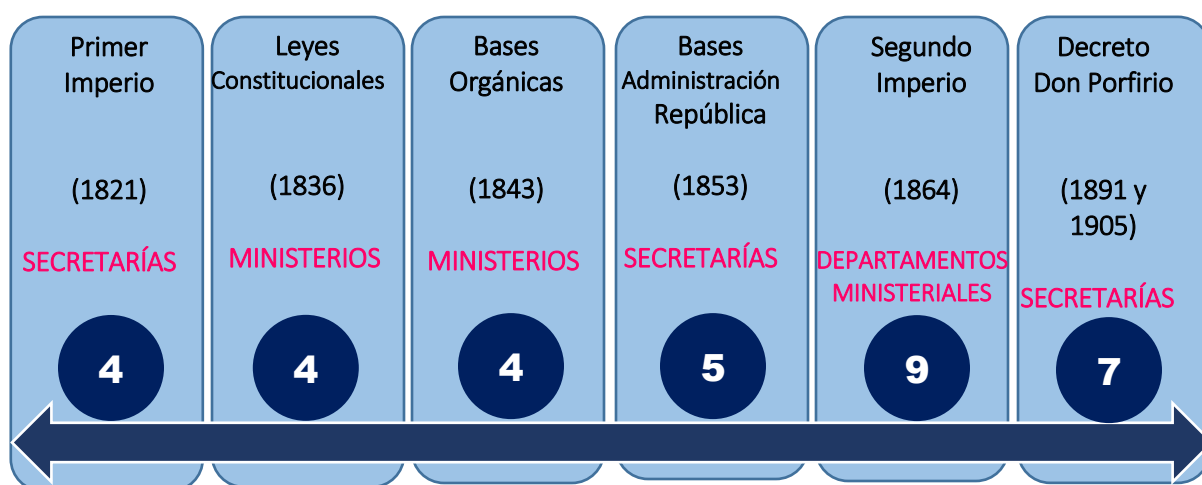 Primer
Imperio
(1821)
SECRETARÍAS
4
Leyes
Constitucionales
(1836)
MINISTERIOS
4
Bases
Orgánicas
(1843)
MINISTERIOS
4
Bases
Administración
República
(1853)
SECRETARÍAS
5
Segundo
Imperio
(1864)
DEPARTAMENTOS
MINISTERIALES
9
Decreto
Don Porfirio
(1891 y
1905)
SECRETARÍAS
7